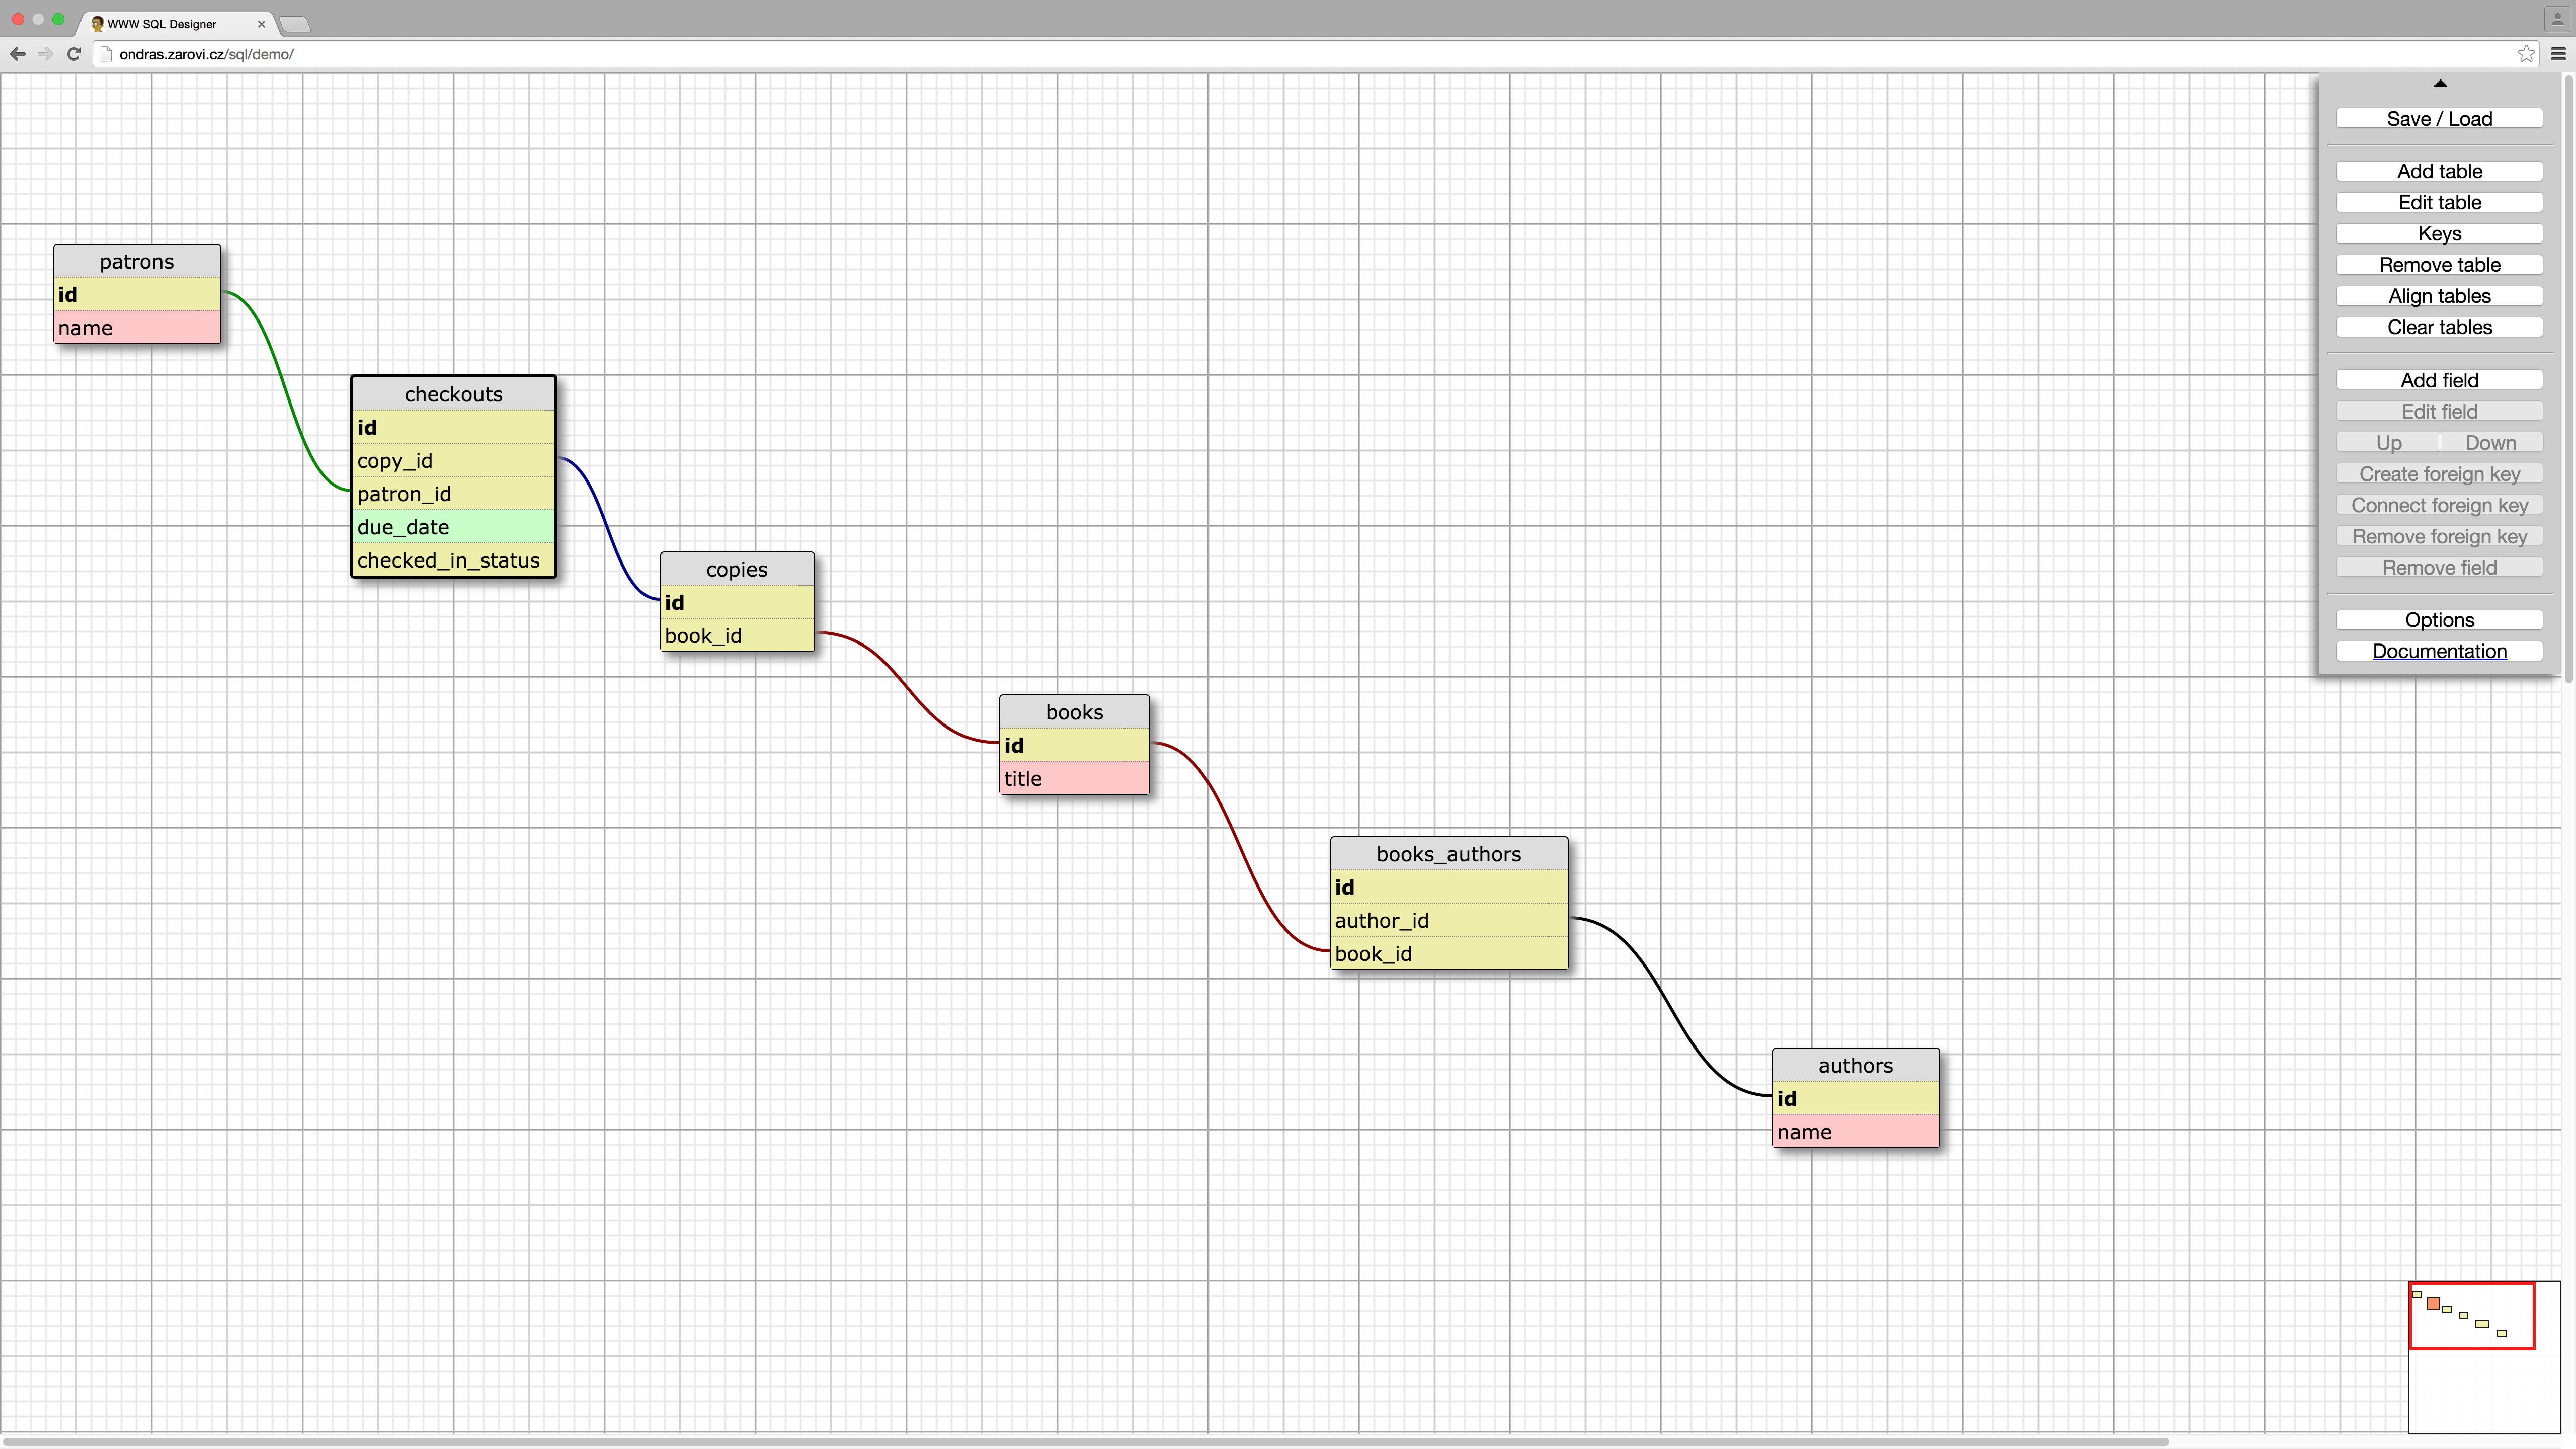 WWW SQL Designer
ondras.zarovi.cz/sql/demo/
Save / Load
Add table
Edit table
Keys
Remove table
Align tables
Clear tables
Add field
Edit field
Up Down
Create foreign key
Connect foreign key
Remove foreign key
Remove field
Options
Documentation
patrons
id
name
checkouts
id
copy_id
patron_id
due_date
checked_in_status
copies
id
book_id
books
id
title
books_authors
id
author_id
book_id
authors
id
name